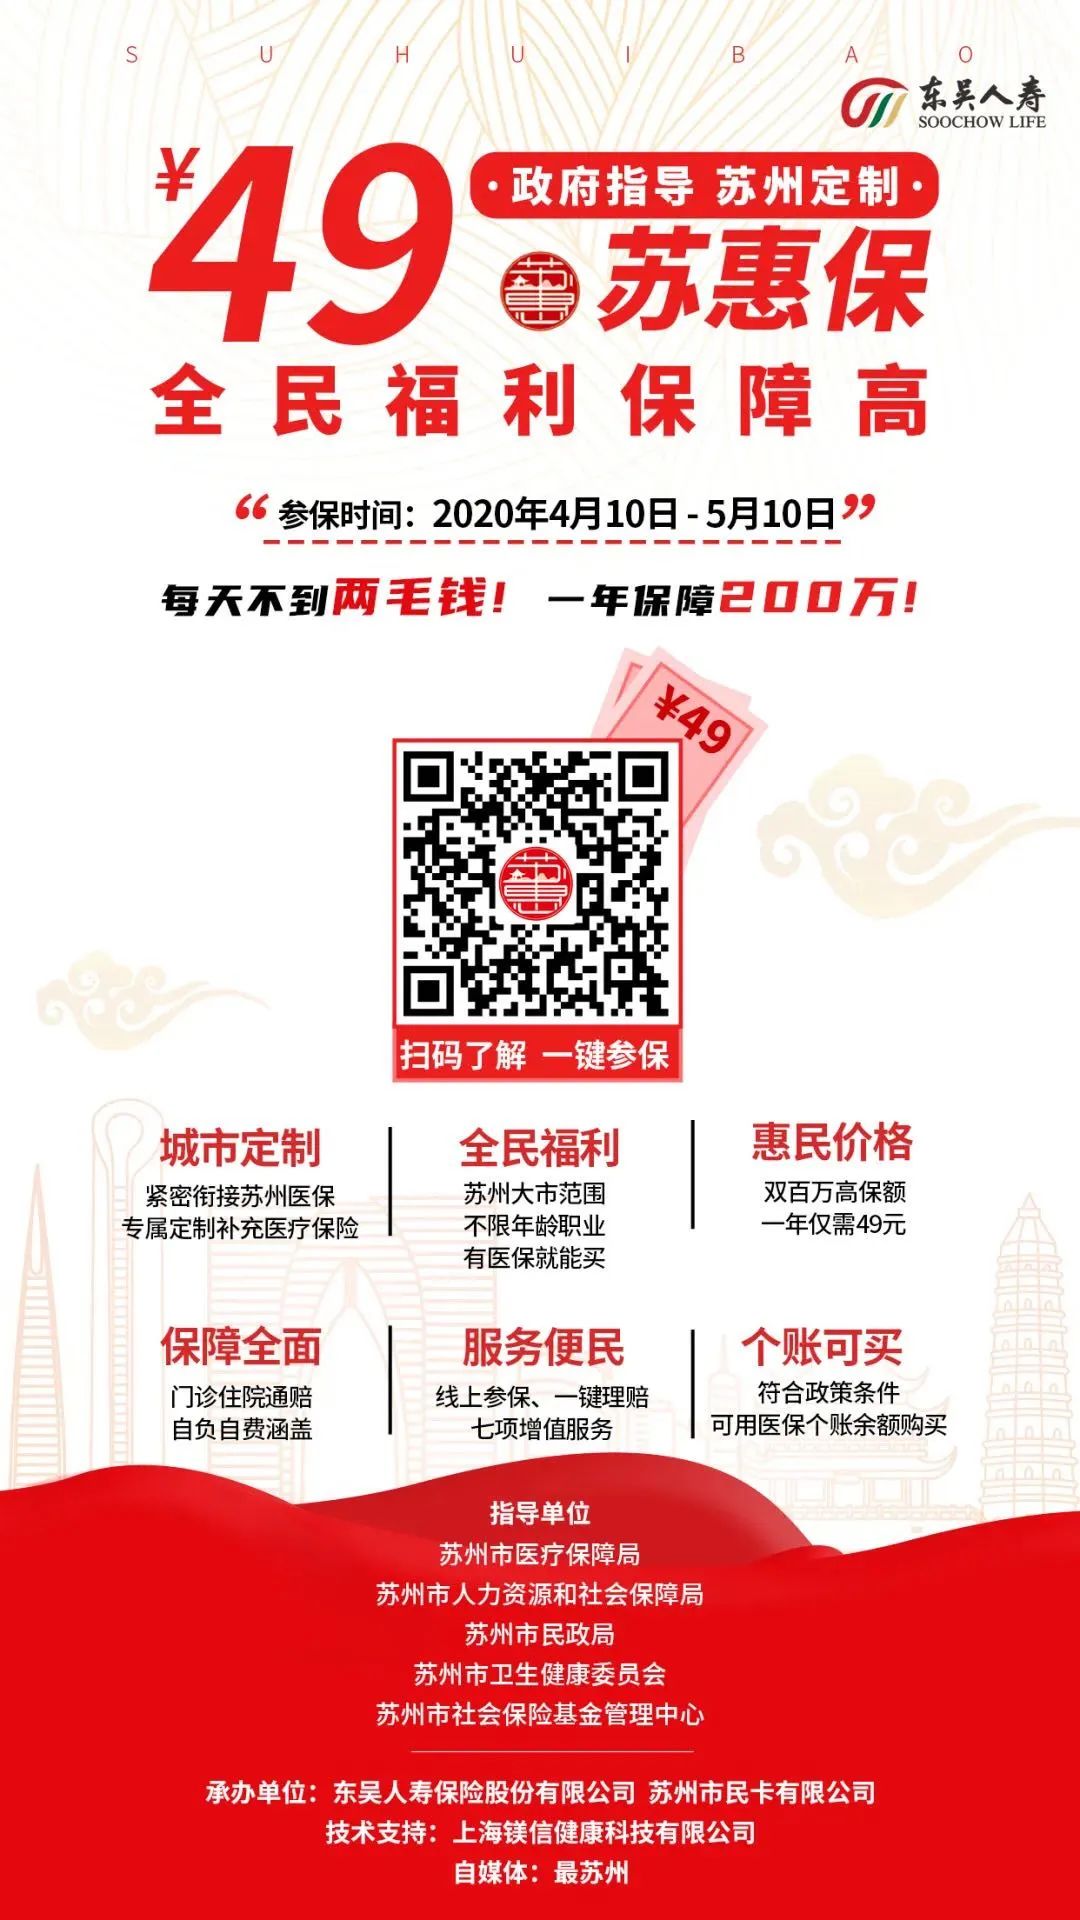 SUHUIBAO
东吴人寿
SOOCHOW LIFE
¥49
·政府指导 苏州定制·
苏惠保
全民福利保障高
“参保时间：2020年4月10日 - 5月10日”
每天不到两毛钱！ 一年保障200万！
¥49
扫码了解 一键参保
城市定制
紧密衔接苏州医保
专属定制补充医疗保险
全民福利
苏州大市范围
不限年龄职业
有医保就能买
惠民价格
双百万高保额
一年仅需49元
保障全面
门诊住院通赔
自负自费涵盖
服务便民
线上参保、一键理赔
七项增值服务
个账可买
符合政策条件
可用医保个账余额购买
指导单位
苏州市医疗保障局
苏州市人力资源和社会保障局
苏州市民政局
苏州市卫生健康委员会
苏州市社会保险基金管理中心
承办单位：东吴人寿保险股份有限公司 苏州市民卡有限公司
技术支持：上海镁信健康科技有限公司
自媒体：最苏州